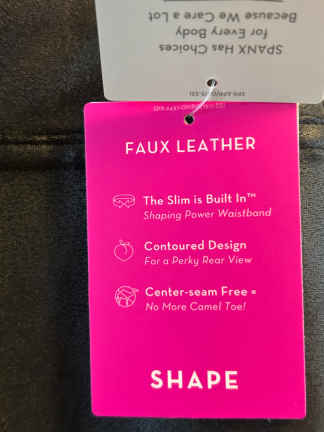 SPANX Has Choices
for Every Body
Because We Care a Lot
FAUX LEATHER
The Slim is Built In™
Shaping Power Waistband
Contoured Design
For a Perky Rear View
Center-seam Free =
No More Camel Toe!
SHAPE